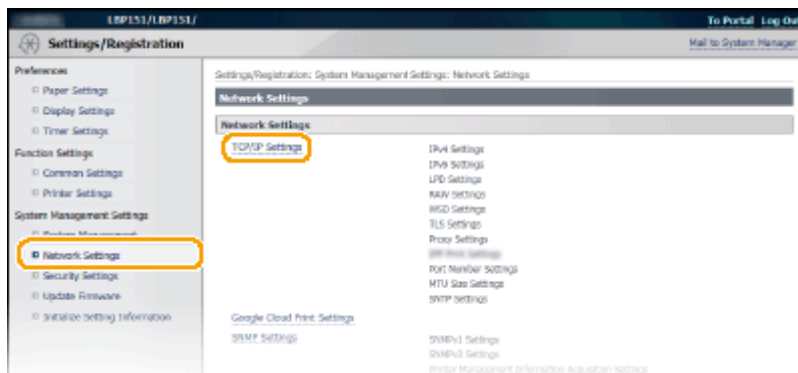 LBP151/LBP151/
To Portal Log Out
Settings/Registration
Mail to System Manager
Preferences
Paper Settings
Display Settings
Timer Settings
Function Settings
Common Settings
Printer Settings
System Management Settings
System Management
Network Settings
Security Settings
Update Firmware
Initialize Setting Information
Settings/Registration: System Management Settings: Network Settings
Network Settings
Network Settings
TCP/IP Settings
IPv4 Settings
IPv6 Settings
LPD Settings
RAW Settings
WSD Settings
TLS Settings
Proxy Settings
Port Number Settings
MTU Size Settings
SNTP Settings
Google Cloud Print Settings
SNMP Settings
SNMPv1 Settings
SNMPv3 Settings
Printer Management Information Acquisition Settings